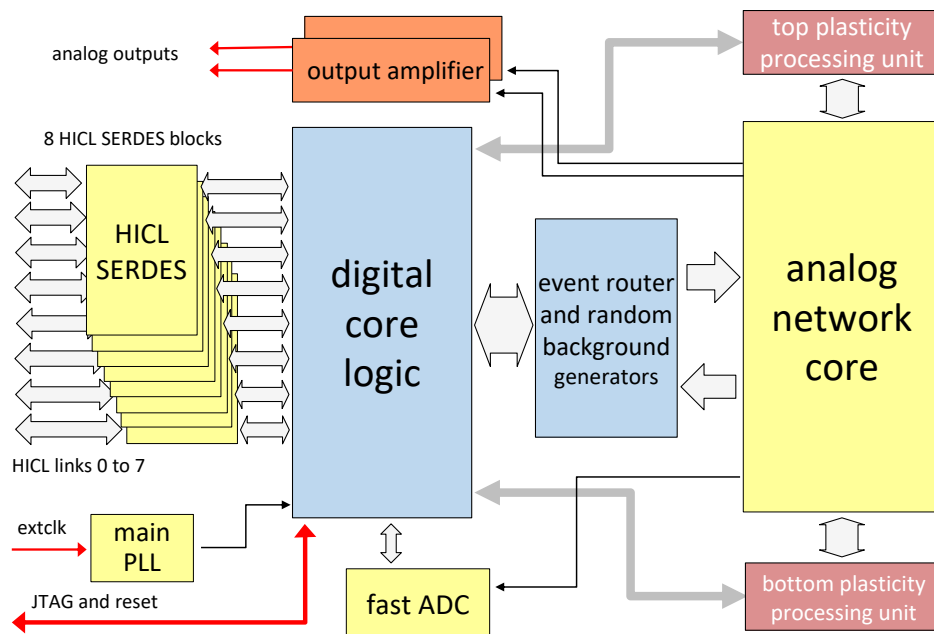 top plasticity
processing unit
analog outputs
output amplifier
8 HICL SERDES blocks
HICL
SERDES
digital
core
logic
event router
and random
background
generators
analog
network
core
HICL links 0 to 7
extclk
main
PLL
JTAG and reset
fast ADC
bottom plasticity
processing unit